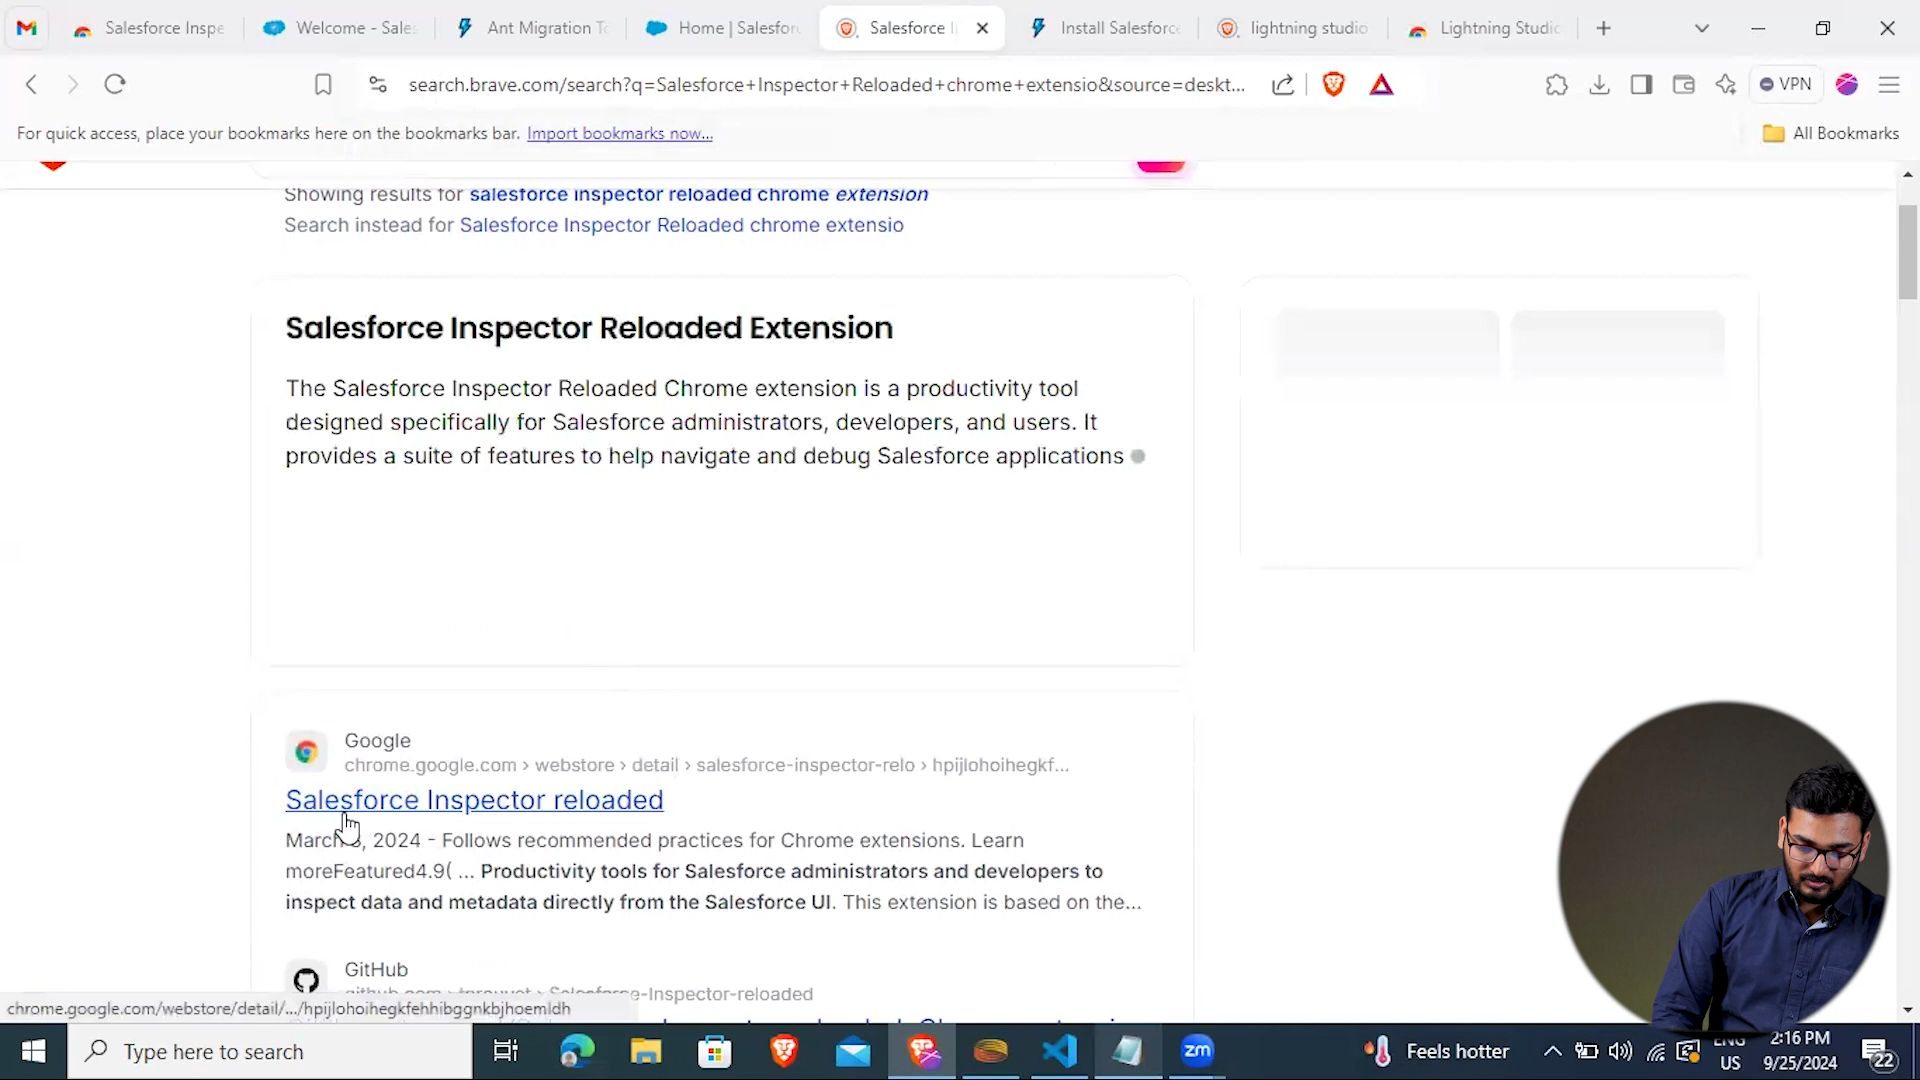 Salesforce Inspe
Welcome - Sales
Ant Migration To
Home | Salesforc
Salesforce I
Install Salesforce
lightning studio
Lightning Studio
search.brave.com/search?q=Salesforce+Inspector+Reloaded+chrome+extensio&source=deskt...
VPN
For quick access, place your bookmarks here on the bookmarks bar. Import bookmarks now...
All Bookmarks
Showing results for salesforce inspector reloaded chrome extension
Search instead for Salesforce Inspector Reloaded chrome extensio
Salesforce Inspector Reloaded Extension
The Salesforce Inspector Reloaded Chrome extension is a productivity tool
designed specifically for Salesforce administrators, developers, and users. It
provides a suite of features to help navigate and debug Salesforce applications
Google
chrome.google.com › webstore › detail › salesforce-inspector-relo › hpijlohoihegkf...
Salesforce Inspector reloaded
March , 2024 - Follows recommended practices for Chrome extensions. Learn
moreFeatured4.9( ... Productivity tools for Salesforce administrators and developers to
inspect data and metadata directly from the Salesforce UI. This extension is based on the...
GitHub
e-Inspector-reloaded
chrome.google.com/webstore/detail/.../hpijlohoihegkfehhibggnkbjhoemldh
Type here to search
zm
Feels hotter
ENG
US
2:16 PM
9/25/2024
22